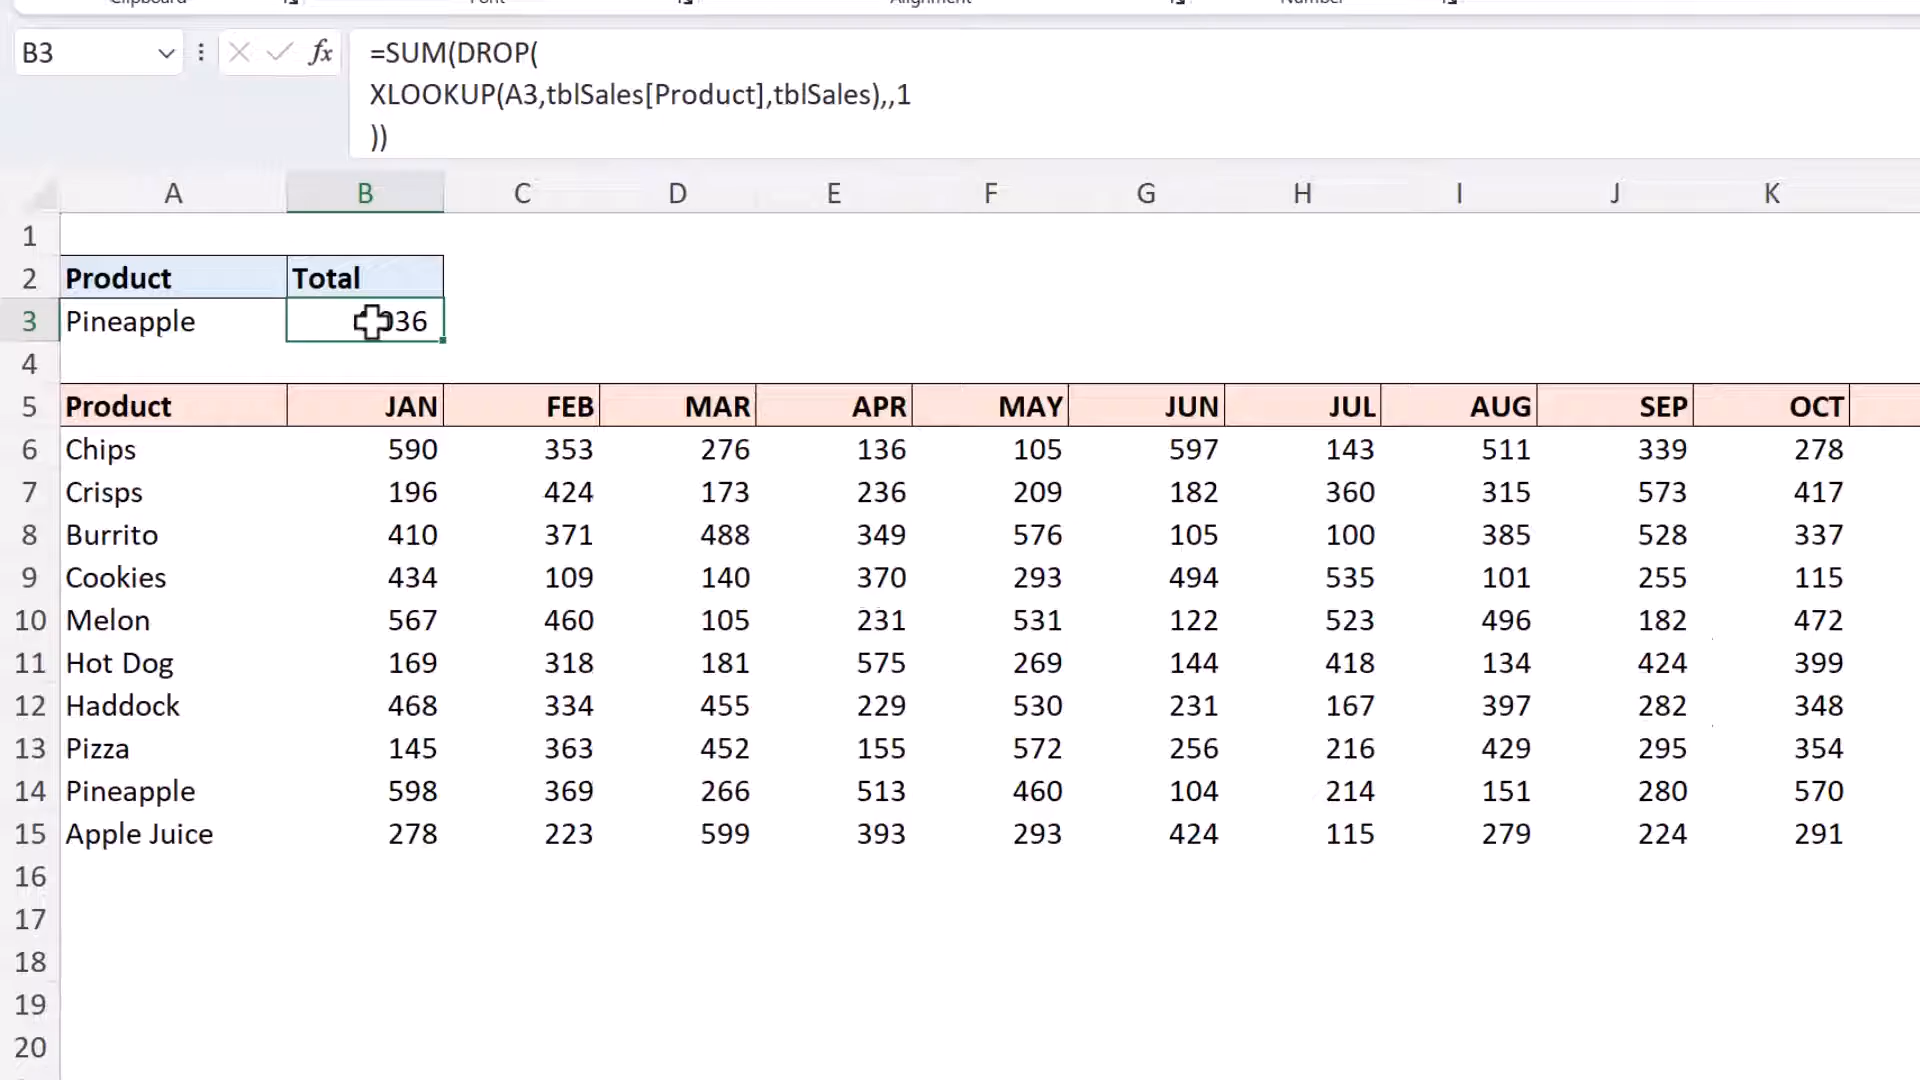 B3
fx
=SUM(DROP(
XLOOKUP(A3,tblSales[Product],tblSales),,1
))
A B C D E F G H I J K
1
2 Product Total
3 Pineapple 36
4
5 Product JAN FEB MAR APR MAY JUN JUL AUG SEP OCT
6 Chips 590 353 276 136 105 597 143 511 339 278
7 Crisps 196 424 173 236 209 182 360 315 573 417
8 Burrito 410 371 488 349 576 105 100 385 528 337
9 Cookies 434 109 140 370 293 494 535 101 255 115
10 Melon 567 460 105 231 531 122 523 496 182 472
11 Hot Dog 169 318 181 575 269 144 418 134 424 399
12 Haddock 468 334 455 229 530 231 167 397 282 348
13 Pizza 145 363 452 155 572 256 216 429 295 354
14 Pineapple 598 369 266 513 460 104 214 151 280 570
15 Apple Juice 278 223 599 393 293 424 115 279 224 291
16
17
18
19
20